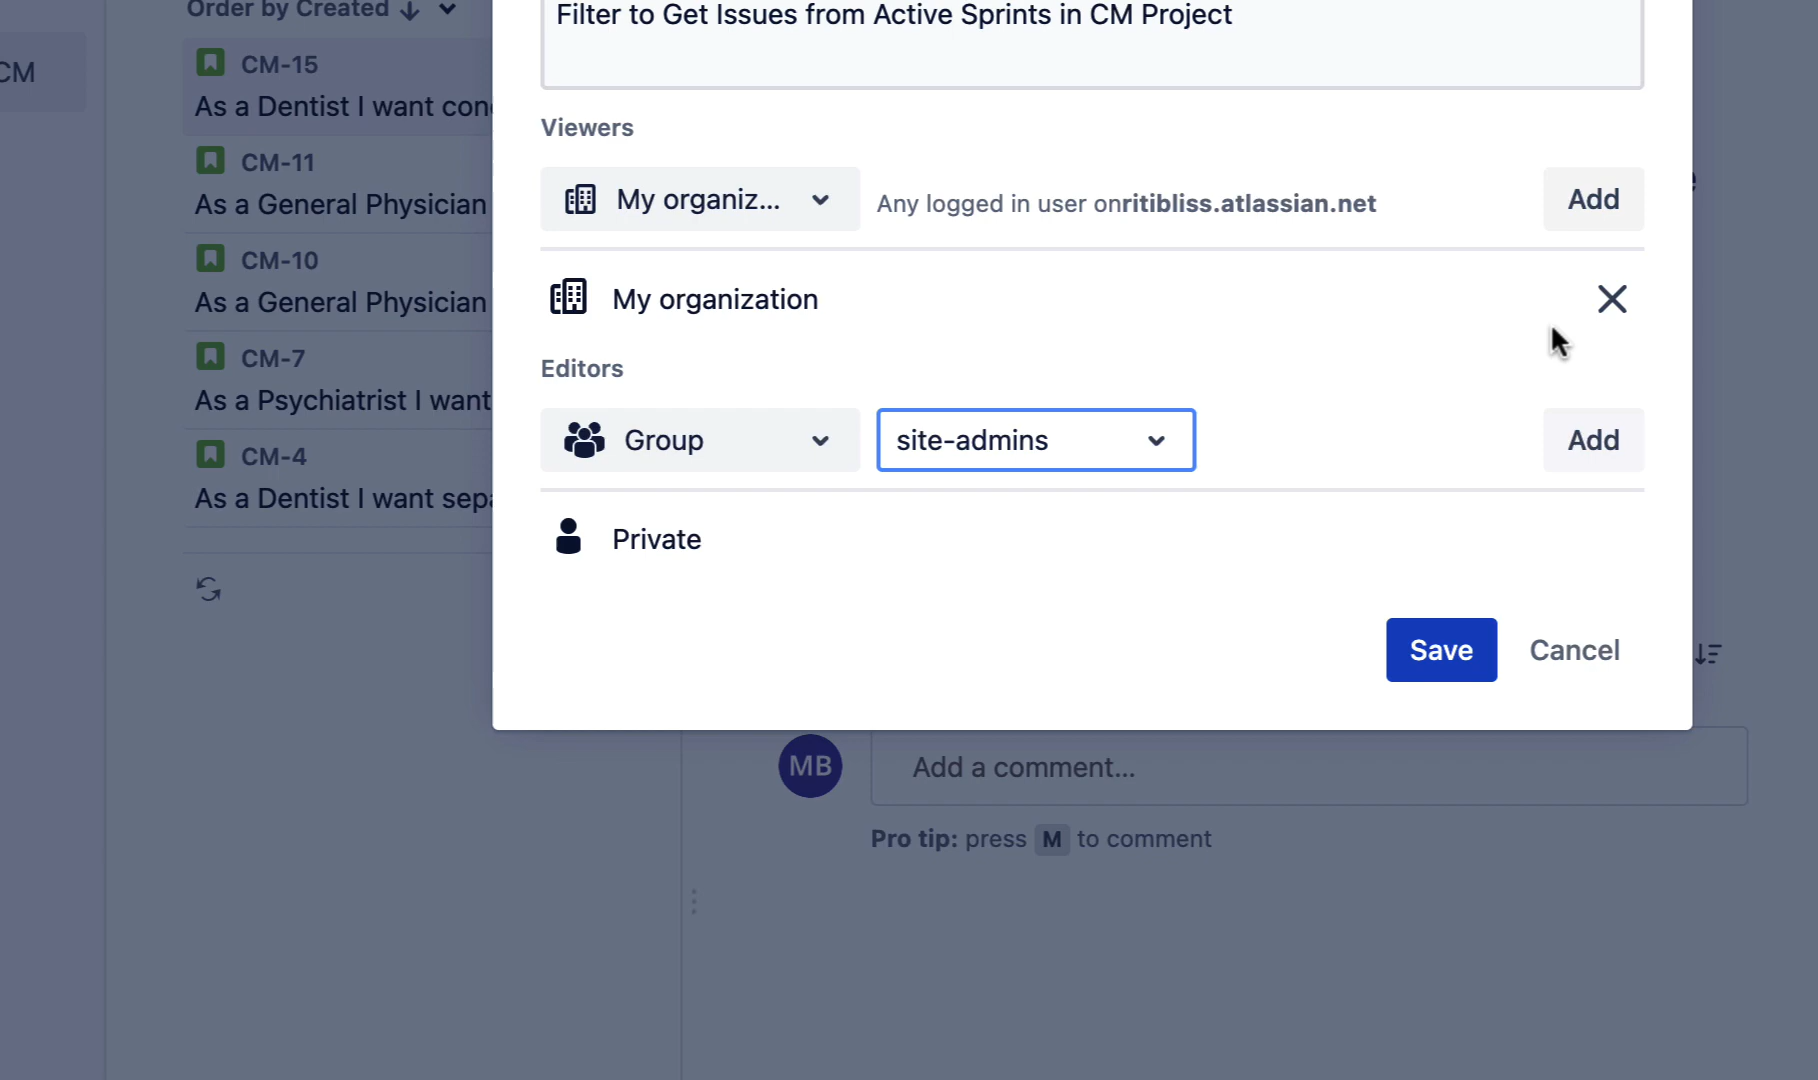 Order by Created
CM
CM-15
As a Dentist I want con
CM-11
As a General Physician
CM-10
As a General Physician
CM-7
As a Psychiatrist I want
CM-4
As a Dentist I want sepa
Filter to Get Issues from Active Sprints in CM Project
Viewers
My organiz...
Any logged in user onritibliss.atlassian.net
Add
My organization
Editors
Group
site-admins
Add
Private
Save
Cancel
MB
Add a comment...
Pro tip: press M to comment